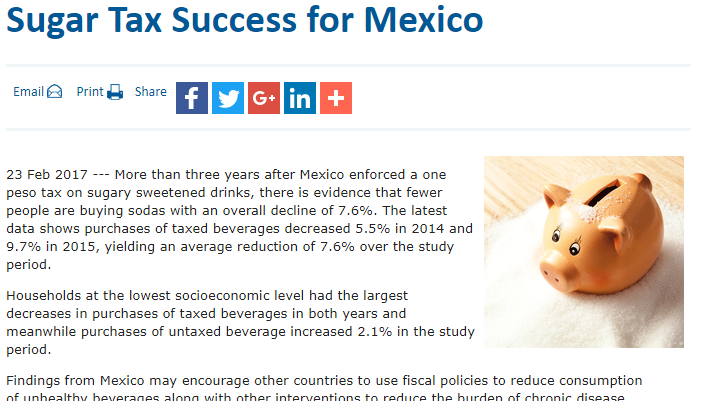 Sugar Tax Success for Mexico
Email Print Share f G+ in +
23 Feb 2017 --- More than three years after Mexico enforced a one
peso tax on sugary sweetened drinks, there is evidence that fewer
people are buying sodas with an overall decline of 7.6%. The latest
data shows purchases of taxed beverages decreased 5.5% in 2014 and
9.7% in 2015, yielding an average reduction of 7.6% over the study
period.
Households at the lowest socioeconomic level had the largest
decreases in purchases of taxed beverages in both years and
meanwhile purchases of untaxed beverage increased 2.1% in the study
period.
Findings from Mexico may encourage other countries to use fiscal policies to reduce consumption
of unhealthy beverages along with other interventions to reduce the burden of chronic disease